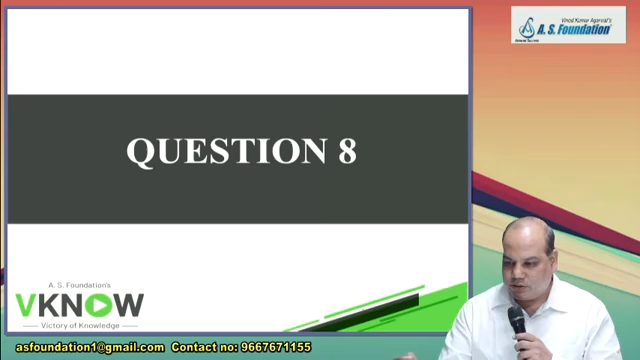 Vinod Kumar Agarwal's
A. S. Foundation
QUESTION 8
A. S. Foundation's
VKNOW
Victory of Knowledge
asfoundation1@gmail.com Contact no: 9667671155